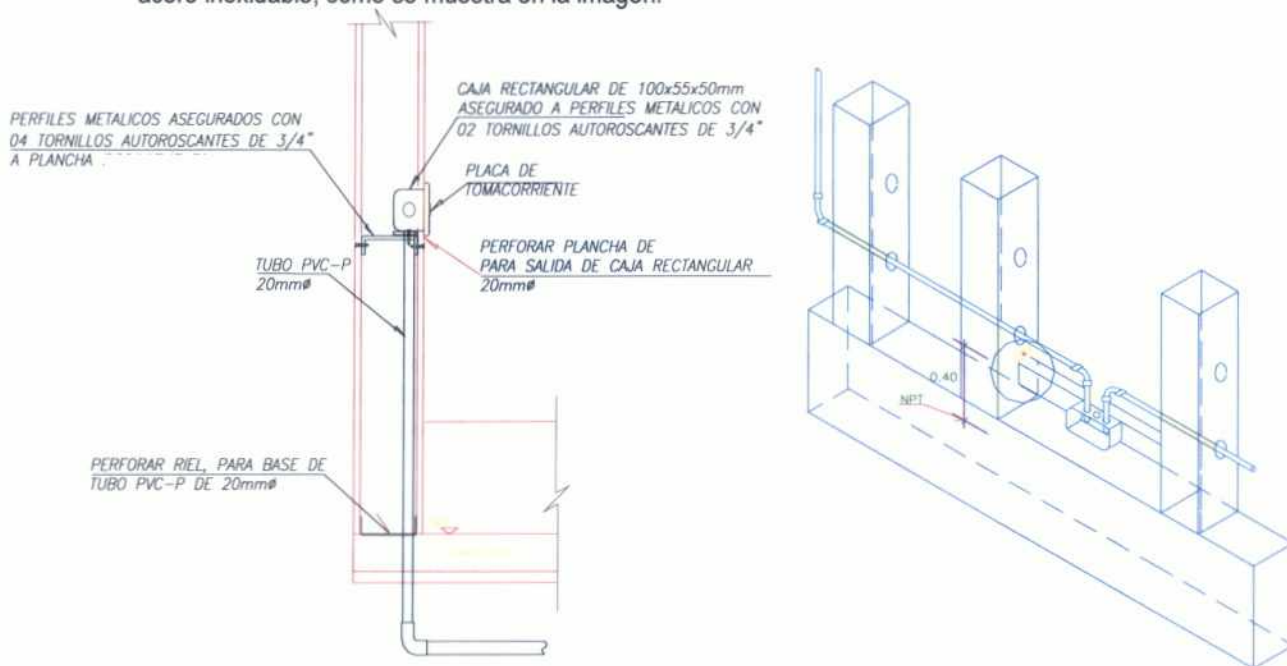 acero inoxidable, como se muestra en la imagen.
PERFILES METALICOS ASEGURADOS CON
04 TORNILLOS AUTOROSCANTES DE 3/4"
A PLANCHA
CAJA RECTANGULAR DE 100x55x50mm
ASEGURADO A PERFILES METALICOS CON
02 TORNILLOS AUTOROSCANTES DE 3/4"
PLACA DE
TOMACORRIENTE
PERFORAR PLANCHA DE
PARA SALIDA DE CAJA RECTANGULAR
20mmø
TUBO PVC-P
20mmø
PERFORAR RIEL, PARA BASE DE
TUBO PVC-P DE 20mmø
0.40
NPT